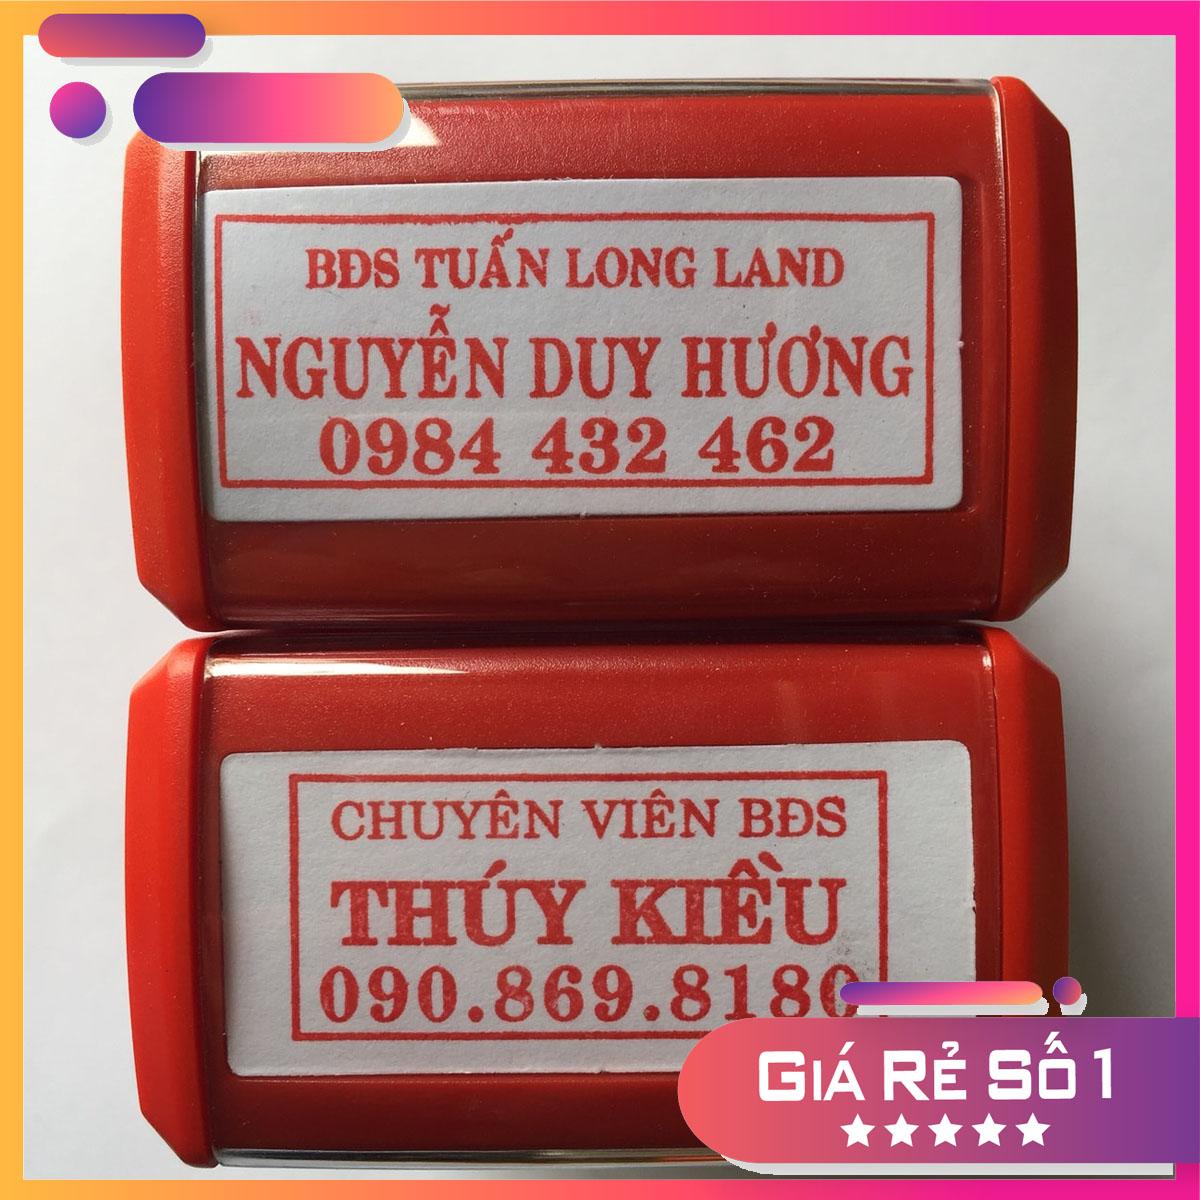 BĐS TUẤN LONG LAND
NGUYỄN DUY HƯƠNG
0984 432 462
CHUYÊN VIÊN BĐS
THÚY KIỀU
090.869.8180
GIÁ RẺ SỐ 1